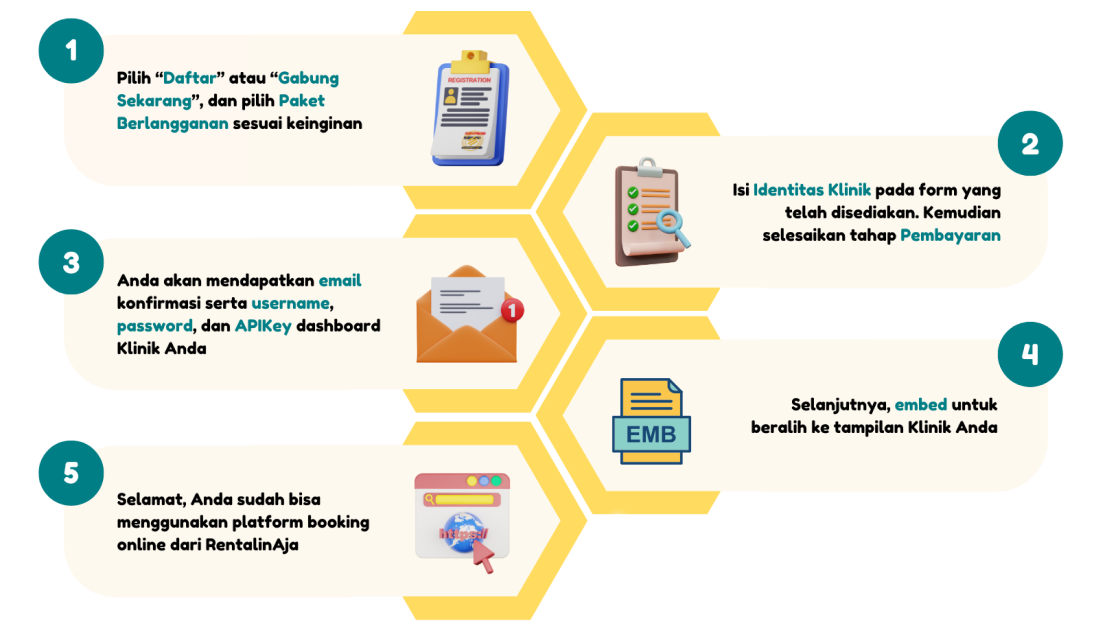 1
Pilih “Daftar” atau “Gabung
Sekarang”, dan pilih Paket
Berlangganan sesuai keinginan
REGISTRATION
2
Isi Identitas Klinik pada form yang
telah disediakan. Kemudian
selesaikan tahap Pembayaran
3
Anda akan mendapatkan email
konfirmasi serta username,
password, dan APIKey dashboard
Klinik Anda
1
4
Selanjutnya, embed untuk
beralih ke tampilan Klinik Anda
EMB
5
Selamat, Anda sudah bisa
menggunakan platform booking
online dari RentalinAja
https:/